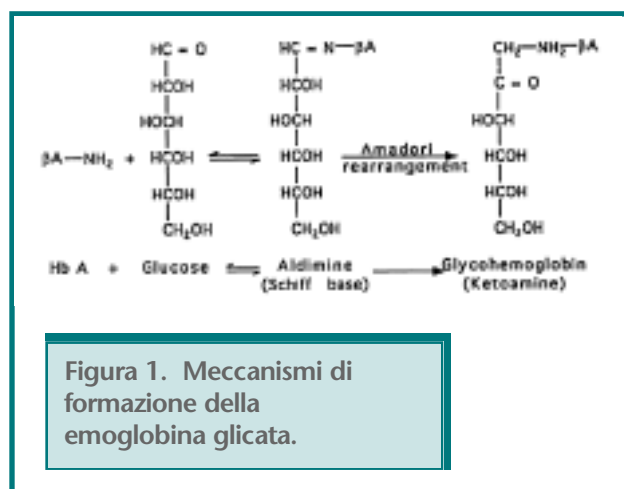 HC = O
HC = N—βA
CH₂—NH₂—βA
HCOH
HCOH
C = O
HOCH
HOCH
HOCH
βA—NH₂ + HCOH
HCOH
Amadori
rearrangement
HCOH
HCOH
HCOH
HCOH
CH₂OH
CH₂OH
CH₂OH
Hb A + Glucose ⇌ Aldimine → Glycohemoglobin
(Schiff base)
(Ketoamine)
Figura 1. Meccanismi di
formazione della
emoglobina glicata.